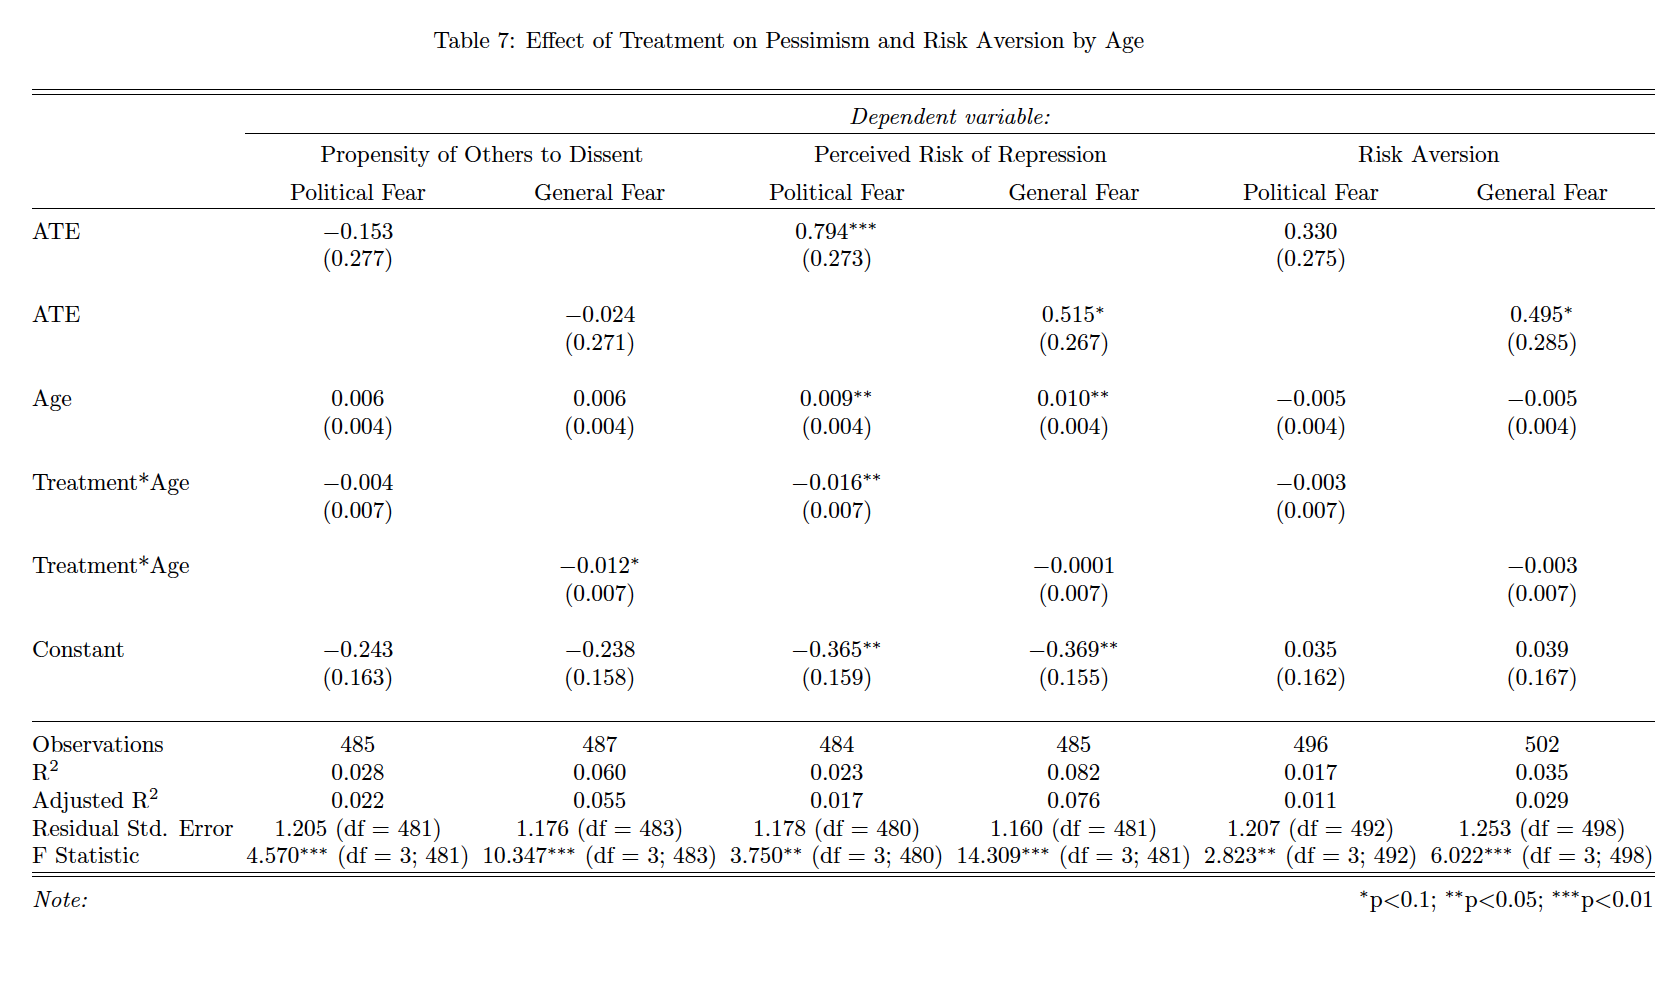 Table 7: Effect of Treatment on Pessimism and Risk Aversion by Age
Dependent variable:
Propensity of Others to Dissent Perceived Risk of Repression Risk Aversion
Political Fear General Fear Political Fear General Fear Political Fear General Fear
ATE −0.153 0.794*** 0.330
(0.277) (0.273) (0.275)
ATE −0.024 0.515* 0.495*
(0.271) (0.267) (0.285)
Age 0.006 0.006 0.009** 0.010** −0.005 −0.005
(0.004) (0.004) (0.004) (0.004) (0.004) (0.004)
Treatment*Age −0.004 −0.016** −0.003
(0.007) (0.007) (0.007)
Treatment*Age −0.012* −0.0001 −0.003
(0.007) (0.007) (0.007)
Constant −0.243 −0.238 −0.365** −0.369** 0.035 0.039
(0.163) (0.158) (0.159) (0.155) (0.162) (0.167)
Observations 485 487 484 485 496 502
R² 0.028 0.060 0.023 0.082 0.017 0.035
Adjusted R² 0.022 0.055 0.017 0.076 0.011 0.029
Residual Std. Error 1.205 (df = 481) 1.176 (df = 483) 1.178 (df = 480) 1.160 (df = 481) 1.207 (df = 492) 1.253 (df = 498)
F Statistic 4.570*** (df = 3; 481) 10.347*** (df = 3; 483) 3.750** (df = 3; 480) 14.309*** (df = 3; 481) 2.823** (df = 3; 492) 6.022*** (df = 3; 498)
Note: *p<0.1; **p<0.05; ***p<0.01